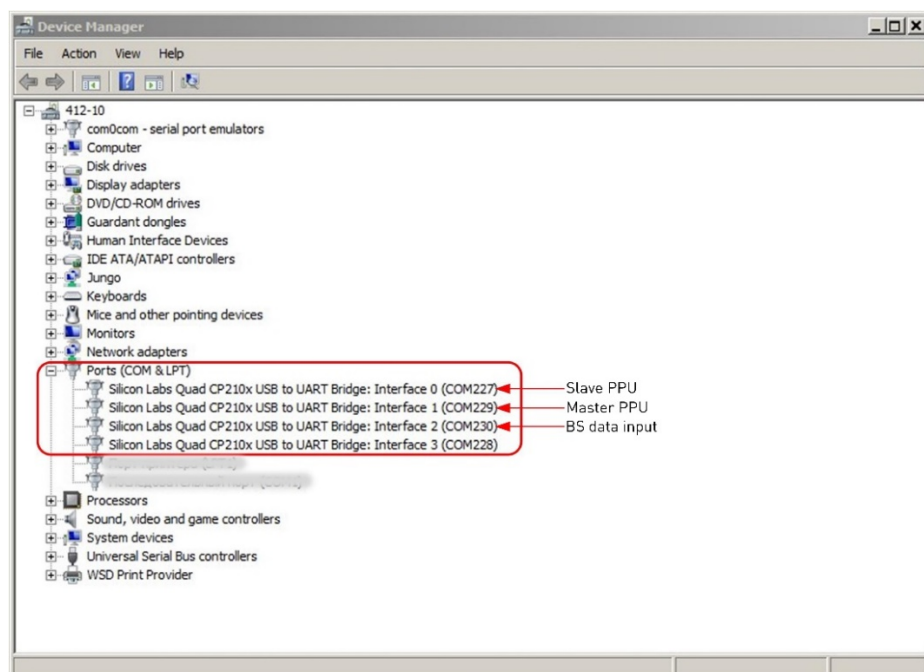 Device Manager
File Action View Help
412-10
com0com - serial port emulators
Computer
Disk drives
Display adapters
DVD/CD-ROM drives
Guardant dongles
Human Interface Devices
IDE ATA/ATAPI controllers
Jungo
Keyboards
Mice and other pointing devices
Monitors
Network adapters
Ports (COM & LPT)
Silicon Labs Quad CP210x USB to UART Bridge: Interface 0 (COM227) Slave PPU
Silicon Labs Quad CP210x USB to UART Bridge: Interface 1 (COM229) Master PPU
Silicon Labs Quad CP210x USB to UART Bridge: Interface 2 (COM230) BS data input
Silicon Labs Quad CP210x USB to UART Bridge: Interface 3 (COM228)
Processors
Sound, video and game controllers
System devices
Universal Serial Bus controllers
WSD Print Provider